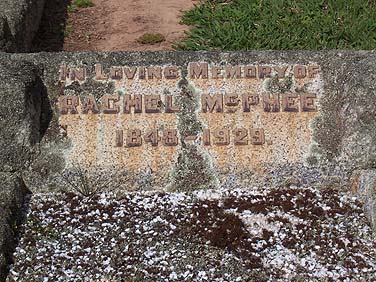 In Loving Memory of
RACHEL McPHEE
1848-1929.